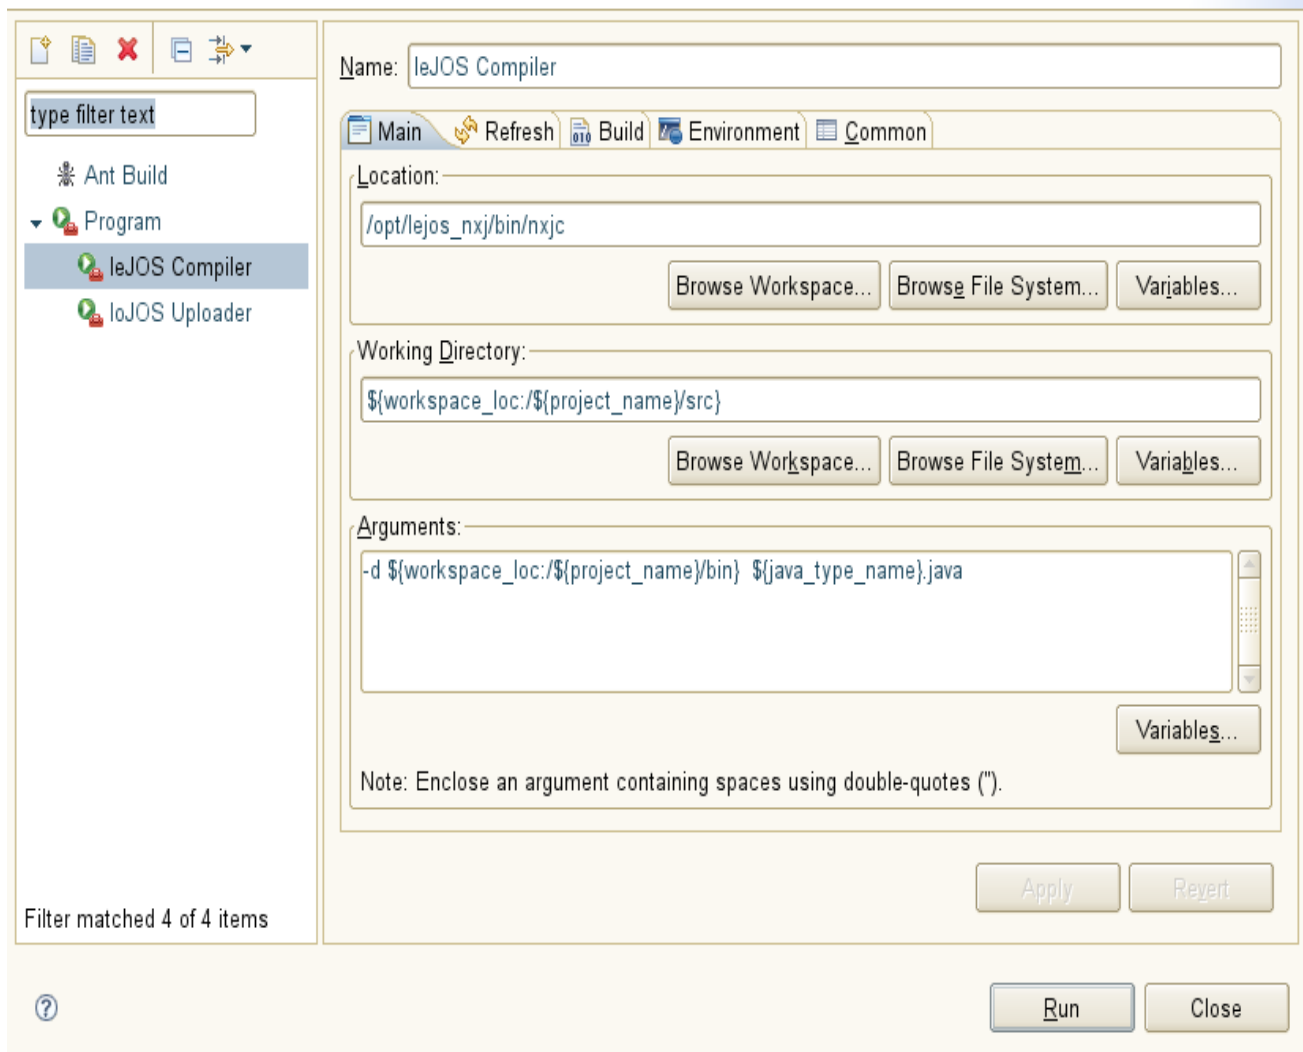 type filter text
Ant Build
Program
leJOS Compiler
loJOS Uploader
Filter matched 4 of 4 items
Name: leJOS Compiler
Main Refresh Build Environment Common
Location:
/opt/lejos_nxj/bin/nxjc
Browse Workspace... Browse File System... Variables...
Working Directory:
${workspace_loc:/${project_name}/src}
Browse Workspace... Browse File System... Variables...
Arguments:
-d ${workspace_loc:/${project_name}/bin} ${java_type_name}.java
Variables...
Note: Enclose an argument containing spaces using double-quotes (").
Apply Revert
Run Close